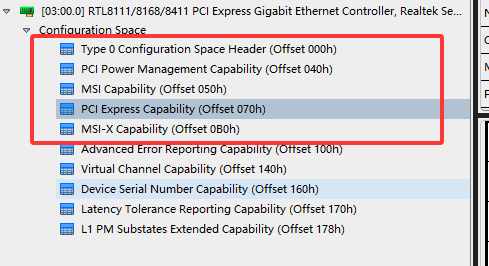 [03:00.0] RTL8111/8168/8411 PCI Express Gigabit Ethernet Controller, Realtek Se...
Configuration Space
Type 0 Configuration Space Header (Offset 000h)
PCI Power Management Capability (Offset 040h)
MSI Capability (Offset 050h)
PCI Express Capability (Offset 070h)
MSI-X Capability (Offset 0B0h)
Advanced Error Reporting Capability (Offset 100h)
Virtual Channel Capability (Offset 140h)
Device Serial Number Capability (Offset 160h)
Latency Tolerance Reporting Capability (Offset 170h)
L1 PM Substates Extended Capability (Offset 178h)